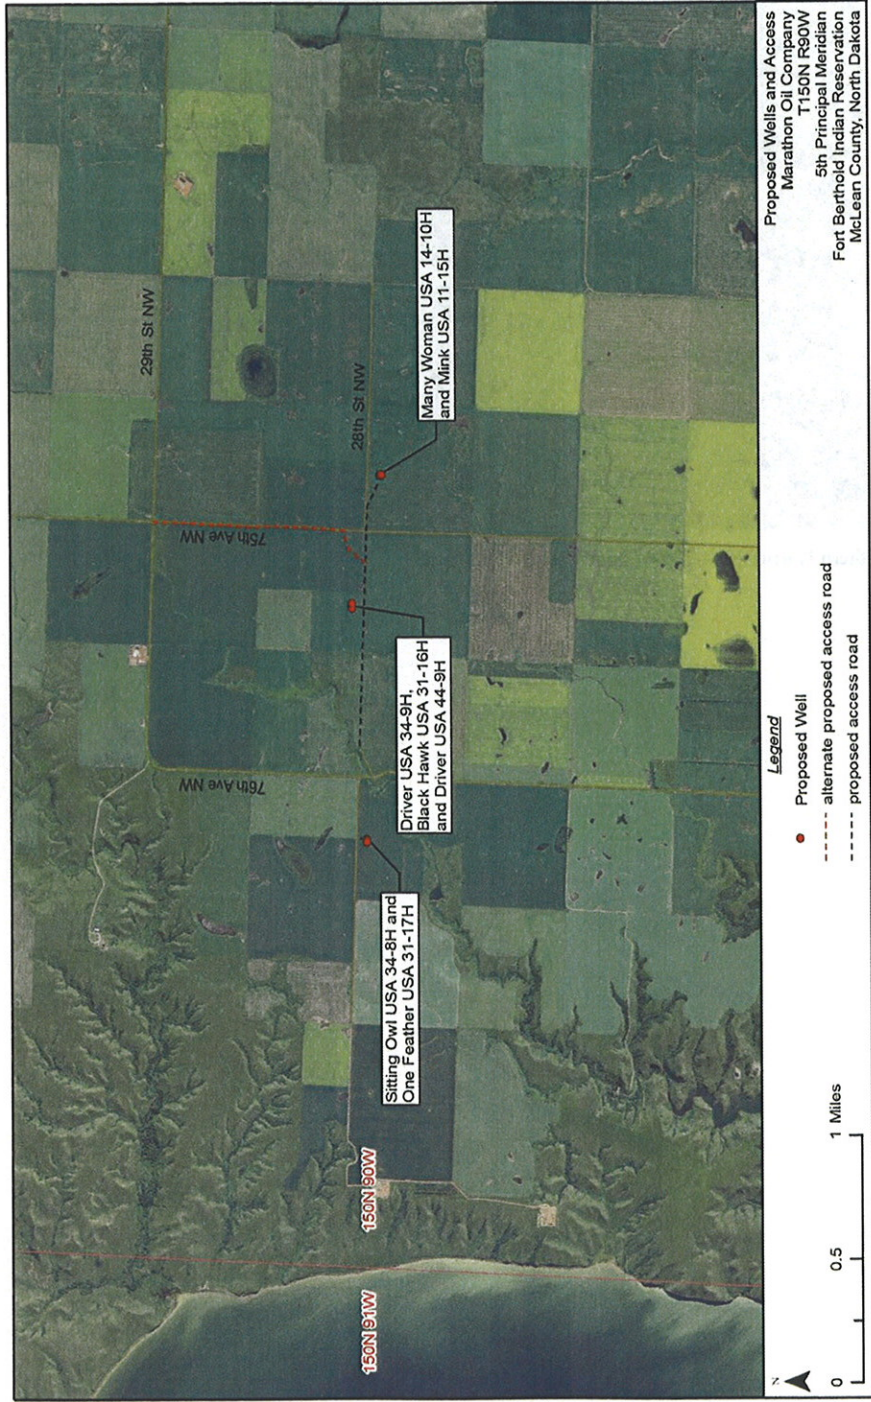 29th St NW
28th St NW
75th Ave NW
76th Ave NW
Many Woman USA 14-10H
and Mink USA 11-15H
Driver USA 34-9H,
Black Hawk USA 31-16H
and Driver USA 44-9H
Sitting Owl USA 34-8H and
One Feather USA 31-17H
150N 91W
150N 90W
N
0
0.5
1 Miles
Legend
Proposed Well
alternate proposed access road
proposed access road
Proposed Wells and Access
Marathon Oil Company
T150N R90W
5th Principal Meridian
Fort Berthold Indian Reservation
McLean County, North Dakota